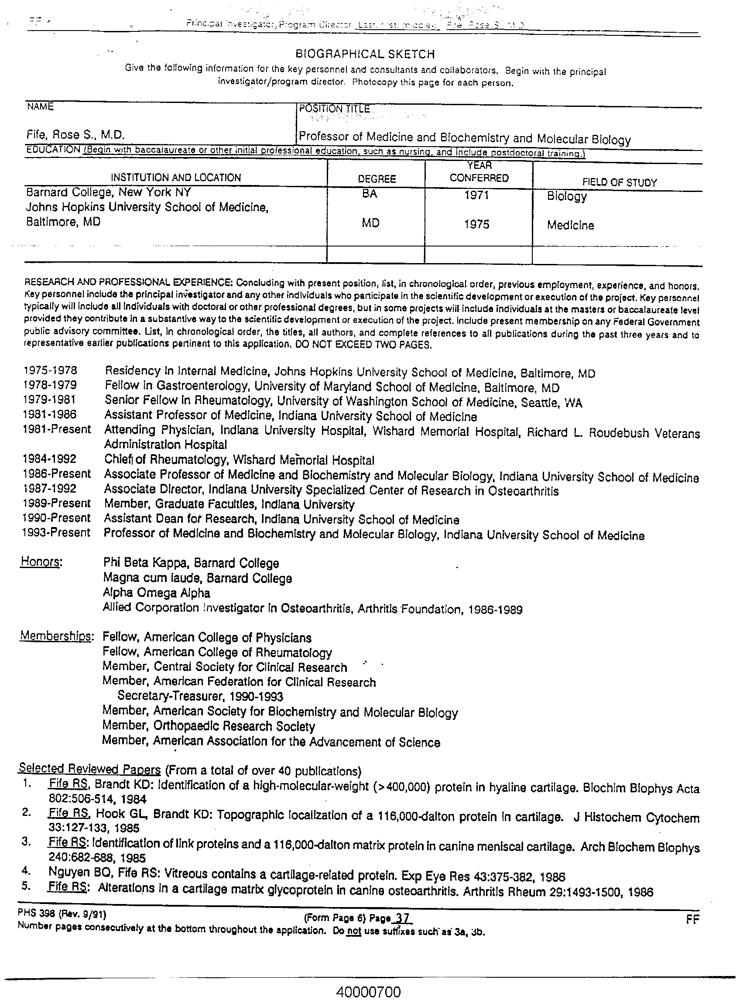 FF
Principal Investigator/Program Director (Last, first, middle): Fife, Rose S., M.D.
BIOGRAPHICAL SKETCH
Give the following information for the key personnel and consultants and collaborators. Begin with the principal
investigator/program director. Photocopy this page for each person.
NAME
POSITION TITLE
Fife, Rose S., M.D.
Professor of Medicine and Biochemistry and Molecular Biology
EDUCATION (Begin with baccalaureate or other initial professional education, such as nursing, and include postdoctoral training.)
INSTITUTION AND LOCATION DEGREE YEAR CONFERRED FIELD OF STUDY
Barnard College, New York NY BA 1971 Biology
Johns Hopkins University School of Medicine,
Baltimore, MD MD 1975 Medicine
RESEARCH AND PROFESSIONAL EXPERIENCE: Concluding with present position, list, in chronological order, previous employment, experience, and honors.
Key personnel include the principal investigator and any other individuals who participate in the scientific development or execution of the project. Key personnel
typically will include all individuals with doctoral or other professional degrees, but in some projects will include individuals at the masters or baccalaureate level
provided they contribute in a substantive way to the scientific development or execution of the project. Include present membership on any Federal Government
public advisory committee. List, in chronological order, the titles, all authors, and complete references to all publications during the past three years and to
representative earlier publications pertinent to this application. DO NOT EXCEED TWO PAGES.
1975-1978 Residency in Internal Medicine, Johns Hopkins University School of Medicine, Baltimore, MD
1978-1979 Fellow in Gastroenterology, University of Maryland School of Medicine, Baltimore, MD
1979-1981 Senior Fellow in Rheumatology, University of Washington School of Medicine, Seattle, WA
1981-1986 Assistant Professor of Medicine, Indiana University School of Medicine
1981-Present Attending Physician, Indiana University Hospital, Wishard Memorial Hospital, Richard L. Roudebush Veterans
Administration Hospital
1984-1992 Chief of Rheumatology, Wishard Memorial Hospital
1986-Present Associate Professor of Medicine and Biochemistry and Molecular Biology, Indiana University School of Medicine
1987-1992 Associate Director, Indiana University Specialized Center of Research in Osteoarthritis
1989-Present Member, Graduate Faculties, Indiana University
1990-Present Assistant Dean for Research, Indiana University School of Medicine
1993-Present Professor of Medicine and Biochemistry and Molecular Biology, Indiana University School of Medicine
Honors: Phi Beta Kappa, Barnard College
Magna cum laude, Barnard College
Alpha Omega Alpha
Allied Corporation Investigator in Osteoarthritis, Arthritis Foundation, 1986-1989
Memberships: Fellow, American College of Physicians
Fellow, American College of Rheumatology
Member, Central Society for Clinical Research
Member, American Federation for Clinical Research
Secretary-Treasurer, 1990-1993
Member, American Society for Biochemistry and Molecular Biology
Member, Orthopaedic Research Society
Member, American Association for the Advancement of Science
Selected Reviewed Papers (From a total of over 40 publications)
1. Fife RS, Brandt KD: Identification of a high-molecular-weight (>400,000) protein in hyaline cartilage. Biochim Biophys Acta
802:506-514, 1984
2. Fife RS, Hook GL, Brandt KD: Topographic localization of a 116,000-dalton protein in cartilage. J Histochem Cytochem
33:127-133, 1985
3. Fife RS: Identification of link proteins and a 116,000-dalton matrix protein in canine meniscal cartilage. Arch Biochem Biophys
240:682-688, 1985
4. Nguyen BQ, Fife RS: Vitreous contains a cartilage-related protein. Exp Eye Res 43:375-382, 1986
5. Fife RS: Alterations in a cartilage matrix glycoprotein in canine osteoarthritis. Arthritis Rheum 29:1493-1500, 1986
PHS 398 (Rev. 9/91) (Form Page 6) Page 37 FF
Number pages consecutively at the bottom throughout the application. Do not use suffixes such as 3a, 3b.
40000700